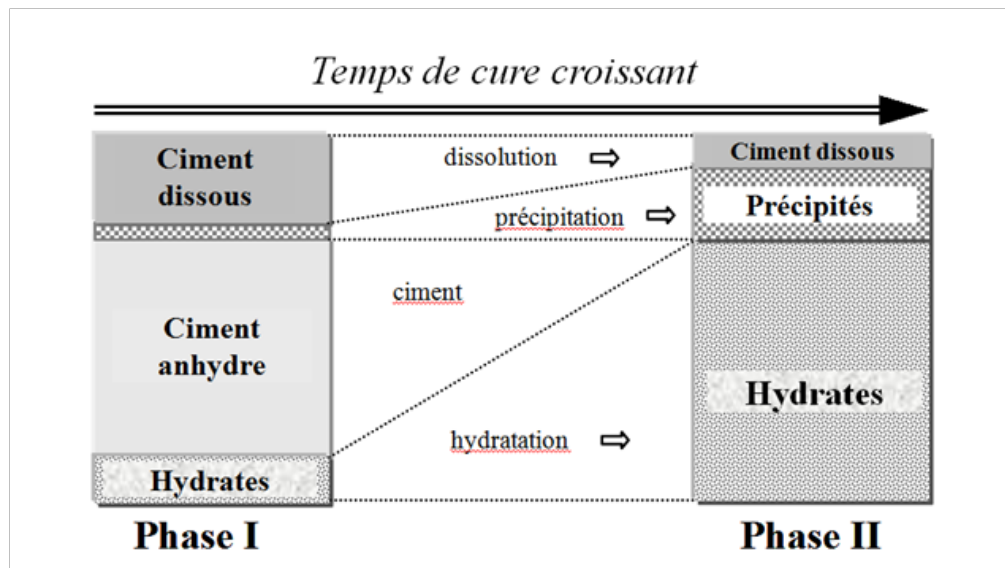 Temps de cure croissant
Ciment
dissous
dissolution
Ciment dissous
précipitation
Précipités
ciment
Ciment
anhydre
Hydrates
hydratation
Hydrates
Phase I
Phase II